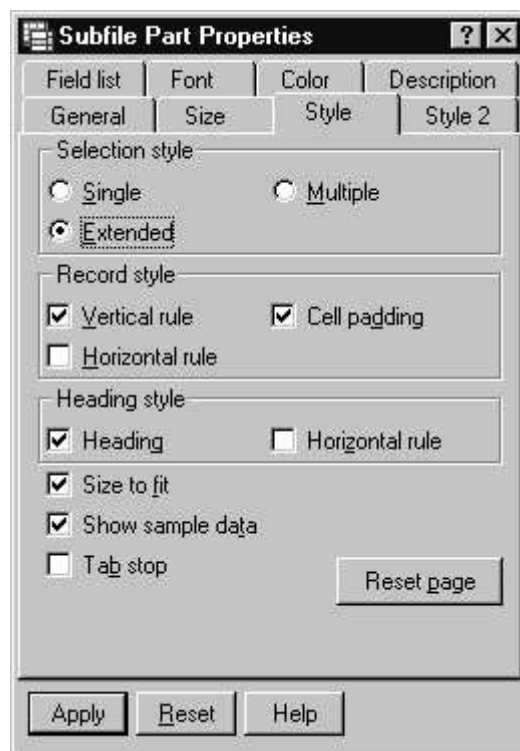 Subfile Part Properties
Field list Font Color Description
General Size Style Style 2
Selection style
Single Multiple
Extended
Record style
Vertical rule Cell padding
Horizontal rule
Heading style
Heading Horizontal rule
Size to fit
Show sample data
Tab stop
Reset page
Apply Reset Help